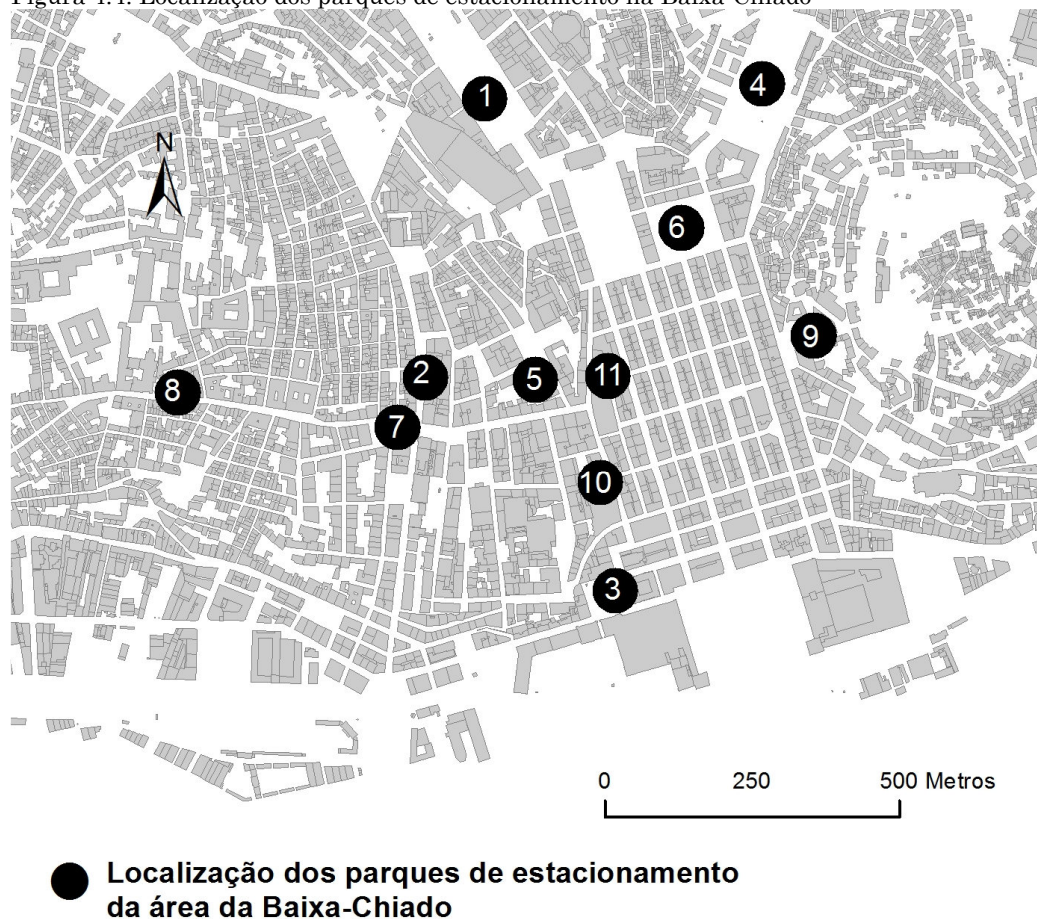 Figura 4.4. Localização dos parques de estacionamento na Baixa-Chiado
1
4
N
6
9
2
5
11
8
7
10
3
0 250 500 Metros
Localização dos parques de estacionamento
da área da Baixa-Chiado